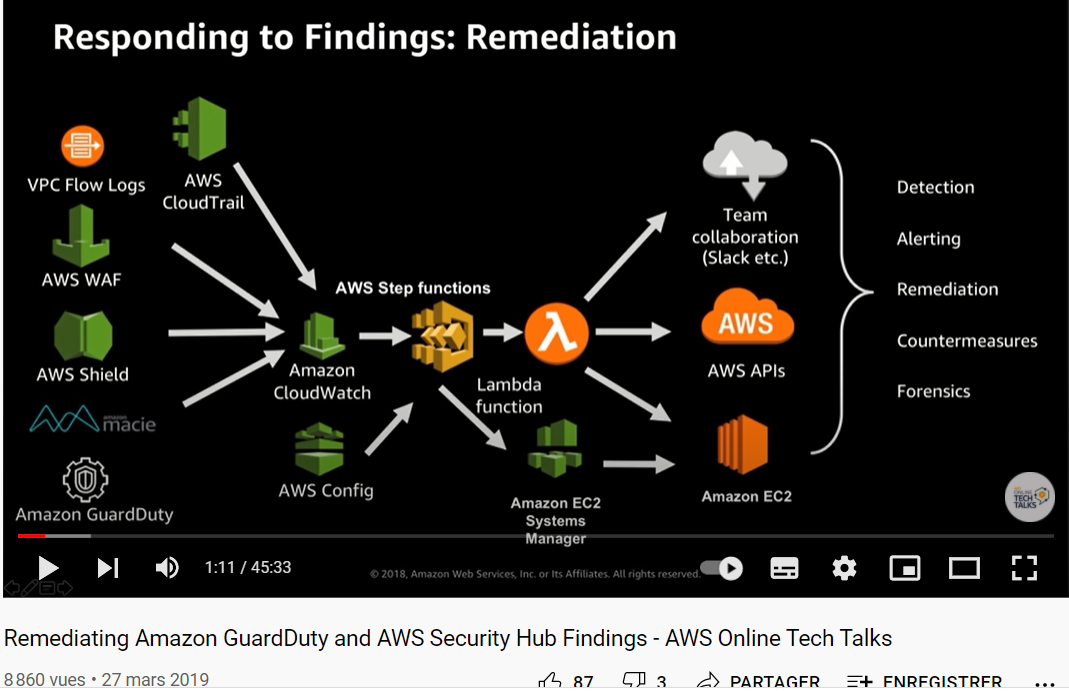 Responding to Findings: Remediation
VPC Flow Logs
AWS
CloudTrail
AWS WAF
AWS Shield
amazon
macie
Amazon GuardDuty
AWS Step functions
Amazon
CloudWatch
AWS Config
Lambda
function
Amazon EC2
Systems
Manager
Team
collaboration
(Slack etc.)
AWS
AWS APIs
Amazon EC2
Detection
Alerting
Remediation
Countermeasures
Forensics
ONLINE
TECH
TALKS
1:11 / 45:33
© 2018, Amazon Web Services, Inc. or Its Affiliates. All rights reserved.
Remediating Amazon GuardDuty and AWS Security Hub Findings - AWS Online Tech Talks
8 860 vues • 27 mars 2019
87
3
PARTAGER
ENREGISTRER